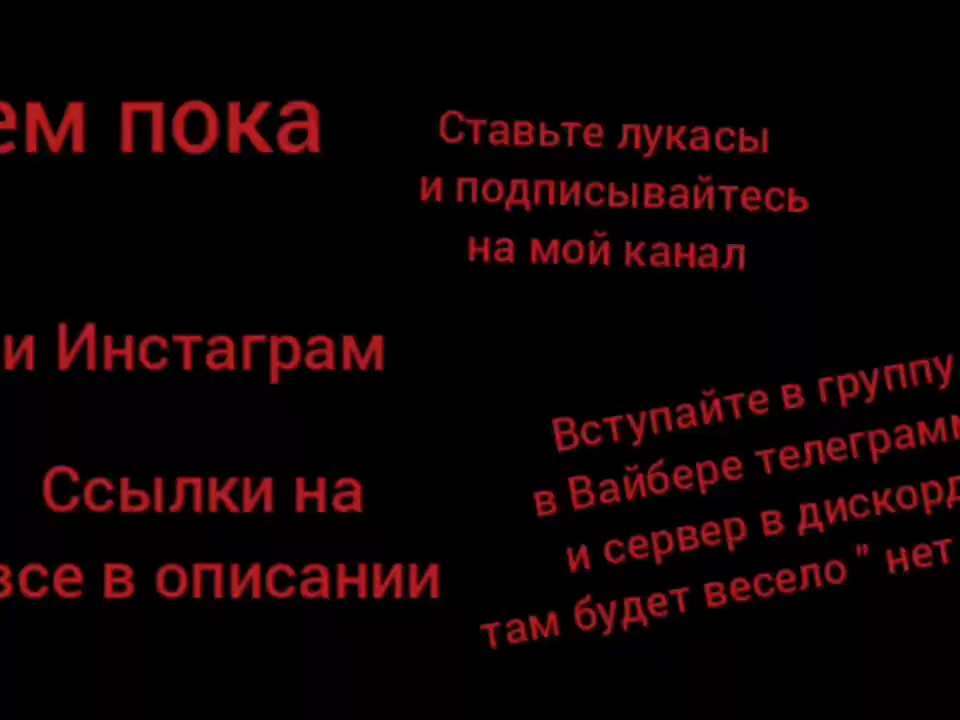 ем пока
Ставьте лукасы
и подписывайтесь
на мой канал
и Инстаграм
Ссылки на
все в описании
Вступайте в группу
в Вайбере телеграмм
и сервер в дискорд
там будет весело " нет